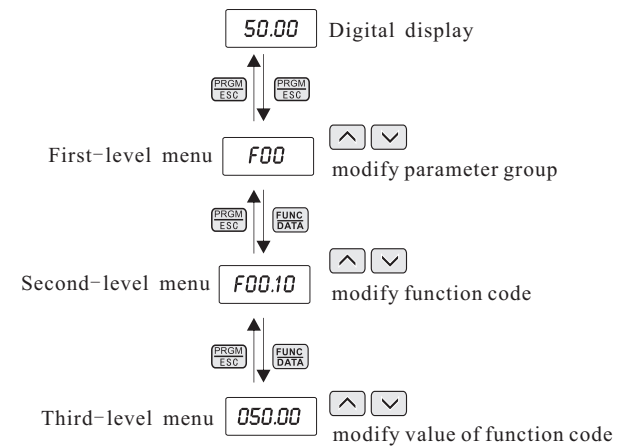 50.00 Digital display
PRGM PRGM
ESC ESC
First-level menu F00
modify parameter group
PRGM FUNC
ESC DATA
Second-level menu F00.10
modify function code
PRGM FUNC
ESC DATA
Third-level menu 050.00
modify value of function code